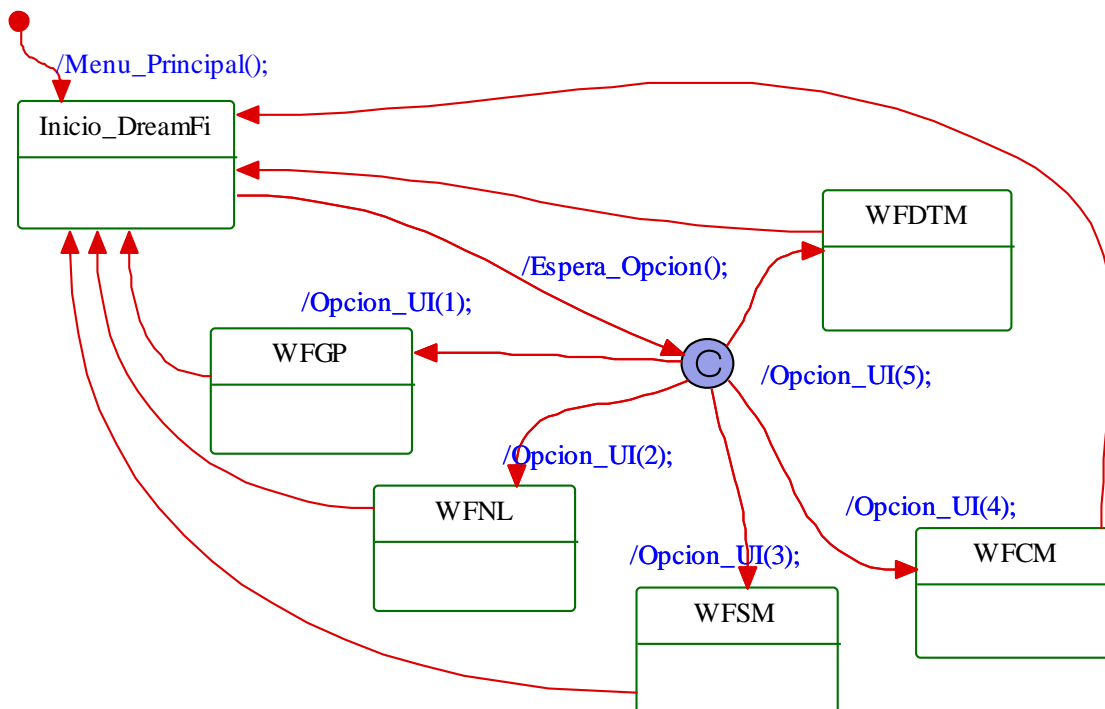 /Menu_Principal();
Inicio_DreamFi
WFDTM
/Espera_Opcion();
/Opcion_UI(1);
WFGP
C
/Opcion_UI(5);
/Opcion_UI(2);
WFNL
/Opcion_UI(4);
/Opcion_UI(3);
WFCM
WFSM